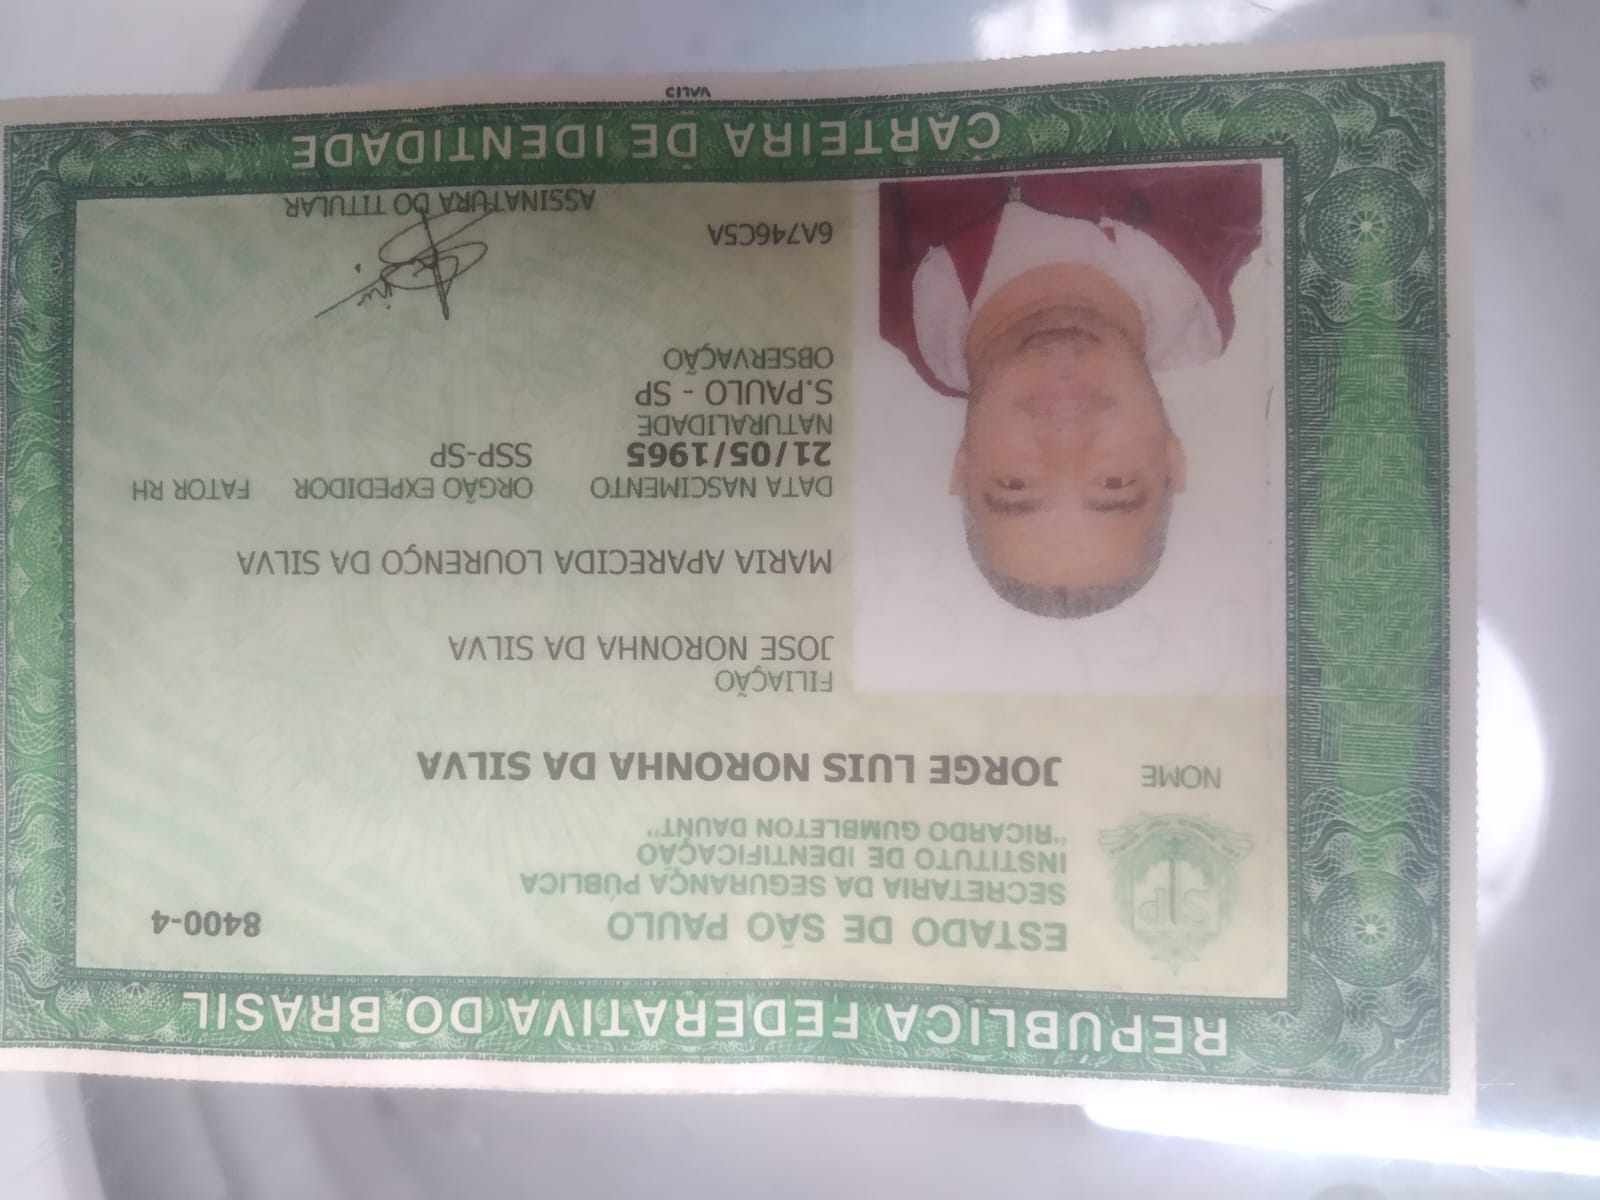 REPÚBLICA FEDERATIVA DO BRASIL
SP
ESTADO DE SÃO PAULO
8400-4
SECRETARIA DA SEGURANÇA PÚBLICA
INSTITUTO DE IDENTIFICAÇÃO
“RICARDO GUMBLETON DAUNT”
NOME JORGE LUIS NORONHA DA SILVA
FILIAÇÃO
JOSE NORONHA DA SILVA
MARIA APARECIDA LOURENÇO DA SILVA
DATA NASCIMENTO ORGÃO EXPEDIDOR FATOR RH
21/05/1965 SSP-SP
NATURALIDADE
S.PAULO - SP
OBSERVAÇÃO
6A746C5A
ASSINATURA DO TITULAR
CARTEIRA DE IDENTIDADE